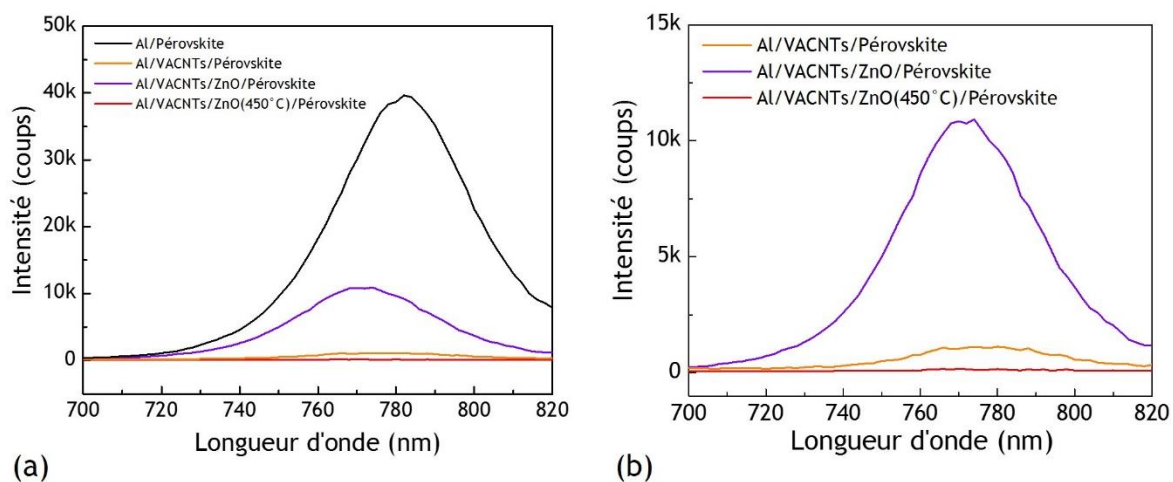 50k
40k
30k
20k
10k
0
Intensité (coups)
Al/Pérovskite
Al/VACNTs/Pérovskite
Al/VACNTs/ZnO/Pérovskite
Al/VACNTs/ZnO(450°C)/Pérovskite
700 720 740 760 780 800 820
Longueur d'onde (nm)
(a)
15k
10k
5k
0
Intensité (coups)
Al/VACNTs/Pérovskite
Al/VACNTs/ZnO/Pérovskite
Al/VACNTs/ZnO(450°C)/Pérovskite
700 720 740 760 780 800 820
Longueur d'onde (nm)
(b)